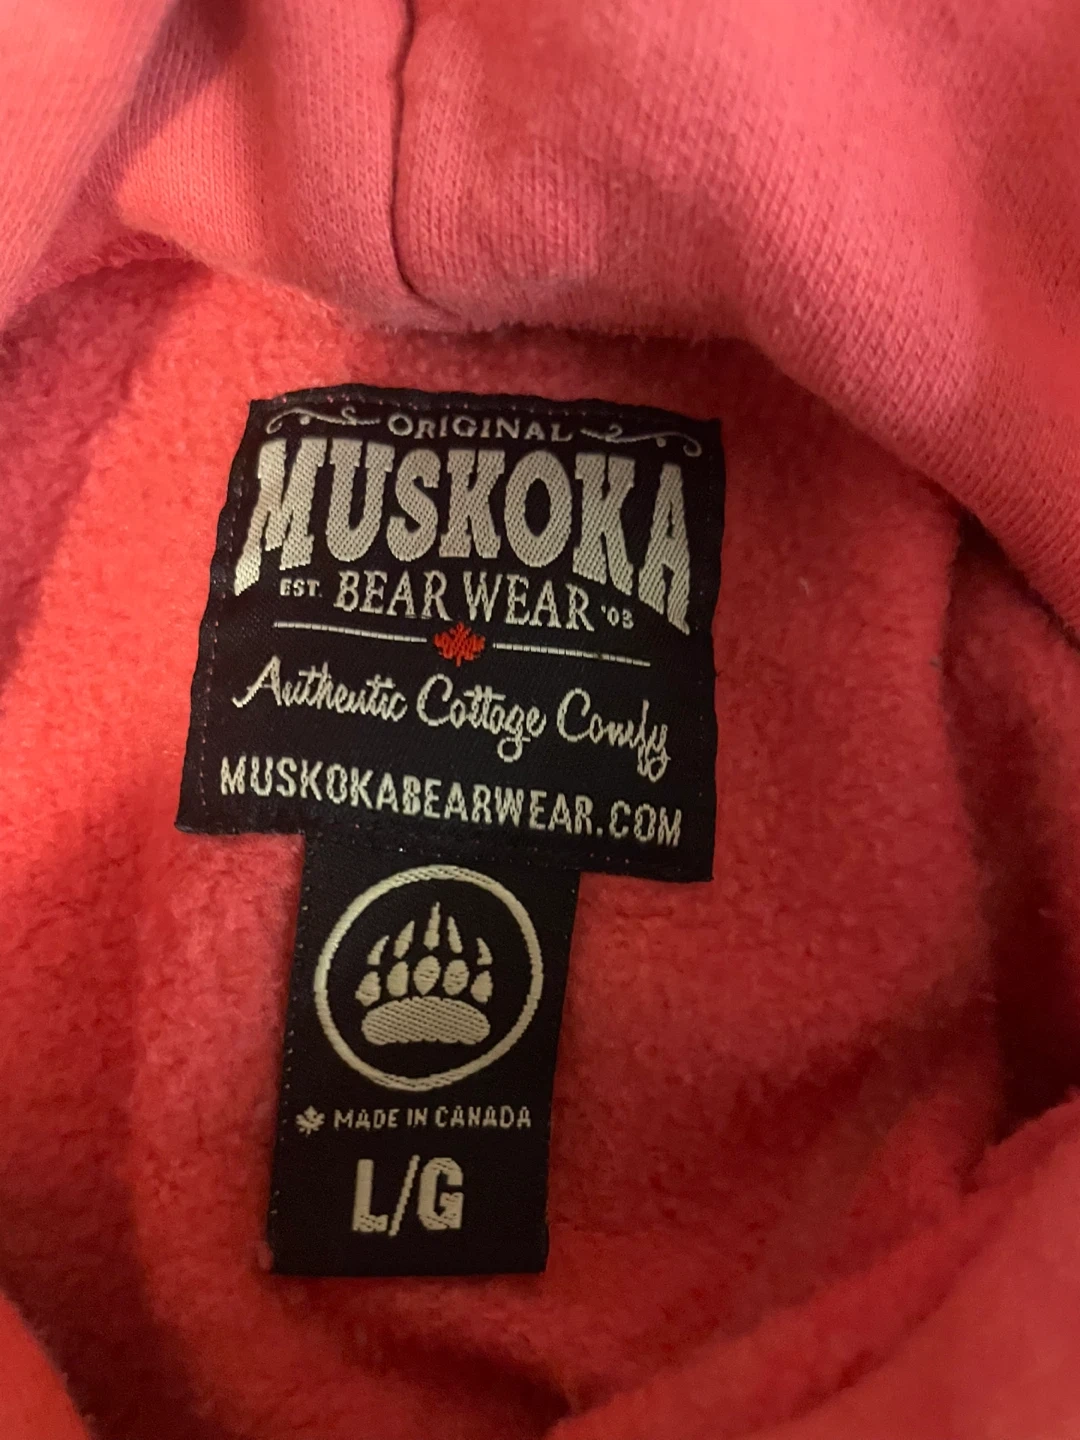 ORIGINAL
MUSKOKA
EST. BEAR WEAR '03
Authentic Cottage Comfy
MUSKOKABEARWEAR.COM
MADE IN CANADA
L/G